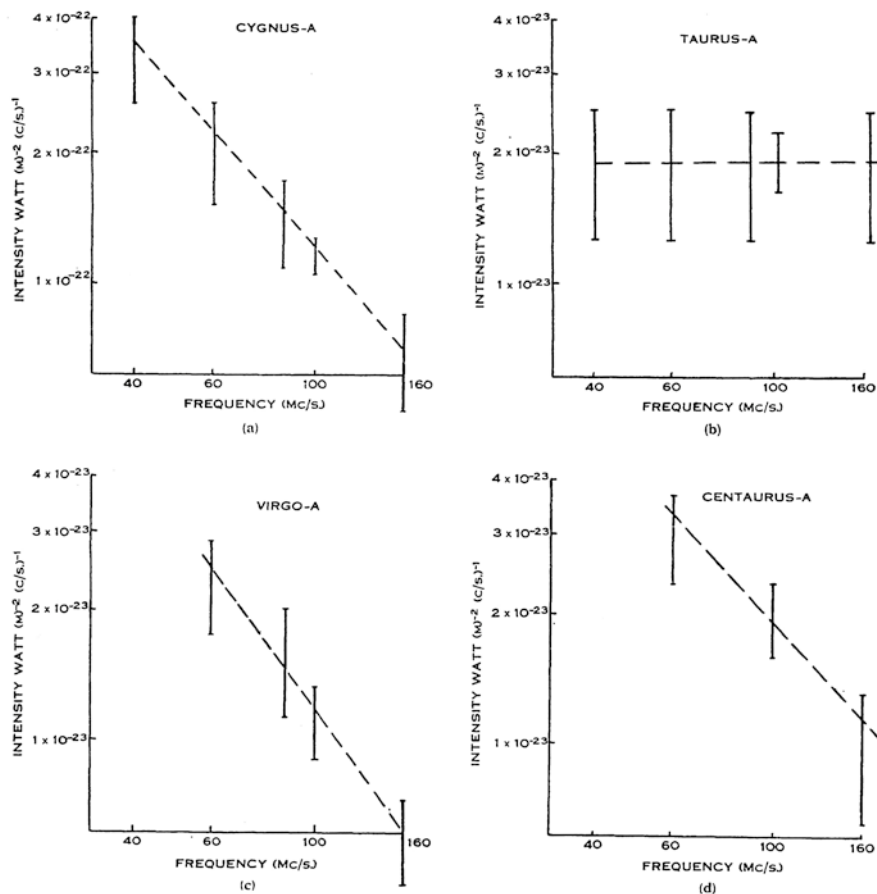 CYGNUS-A
INTENSITY WATT (M)⁻² (C/S.)⁻¹
4 x 10⁻²²
3 x 10⁻²²
2 x 10⁻²²
1 x 10⁻²²
40 60 100 160
FREQUENCY (MC/S.)
(a)
TAURUS-A
INTENSITY WATT (M)⁻² (C/S.)⁻¹
4 x 10⁻²³
3 x 10⁻²³
2 x 10⁻²³
1 x 10⁻²³
40 60 100 160
FREQUENCY (MC/S.)
(b)
VIRGO-A
INTENSITY WATT (M)⁻² (C/S.)⁻¹
4 x 10⁻²³
3 x 10⁻²³
2 x 10⁻²³
1 x 10⁻²³
40 60 100 160
FREQUENCY (MC/S.)
(c)
CENTAURUS-A
INTENSITY WATT (M)⁻² (C/S.)⁻¹
4 x 10⁻²³
3 x 10⁻²³
2 x 10⁻²³
1 x 10⁻²³
40 60 100 160
FREQUENCY (MC/S.)
(d)